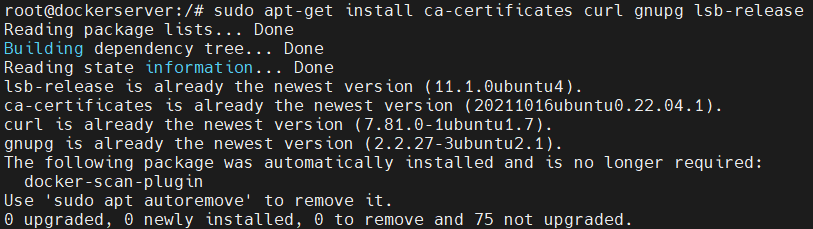 root@dockerserver:/# sudo apt-get install ca-certificates curl gnupg lsb-release
Reading package lists... Done
Building dependency tree... Done
Reading state information... Done
lsb-release is already the newest version (11.1.0ubuntu4).
ca-certificates is already the newest version (20211016ubuntu0.22.04.1).
curl is already the newest version (7.81.0-1ubuntu1.7).
gnupg is already the newest version (2.2.27-3ubuntu2.1).
The following package was automatically installed and is no longer required:
  docker-scan-plugin
Use 'sudo apt autoremove' to remove it.
0 upgraded, 0 newly installed, 0 to remove and 75 not upgraded.